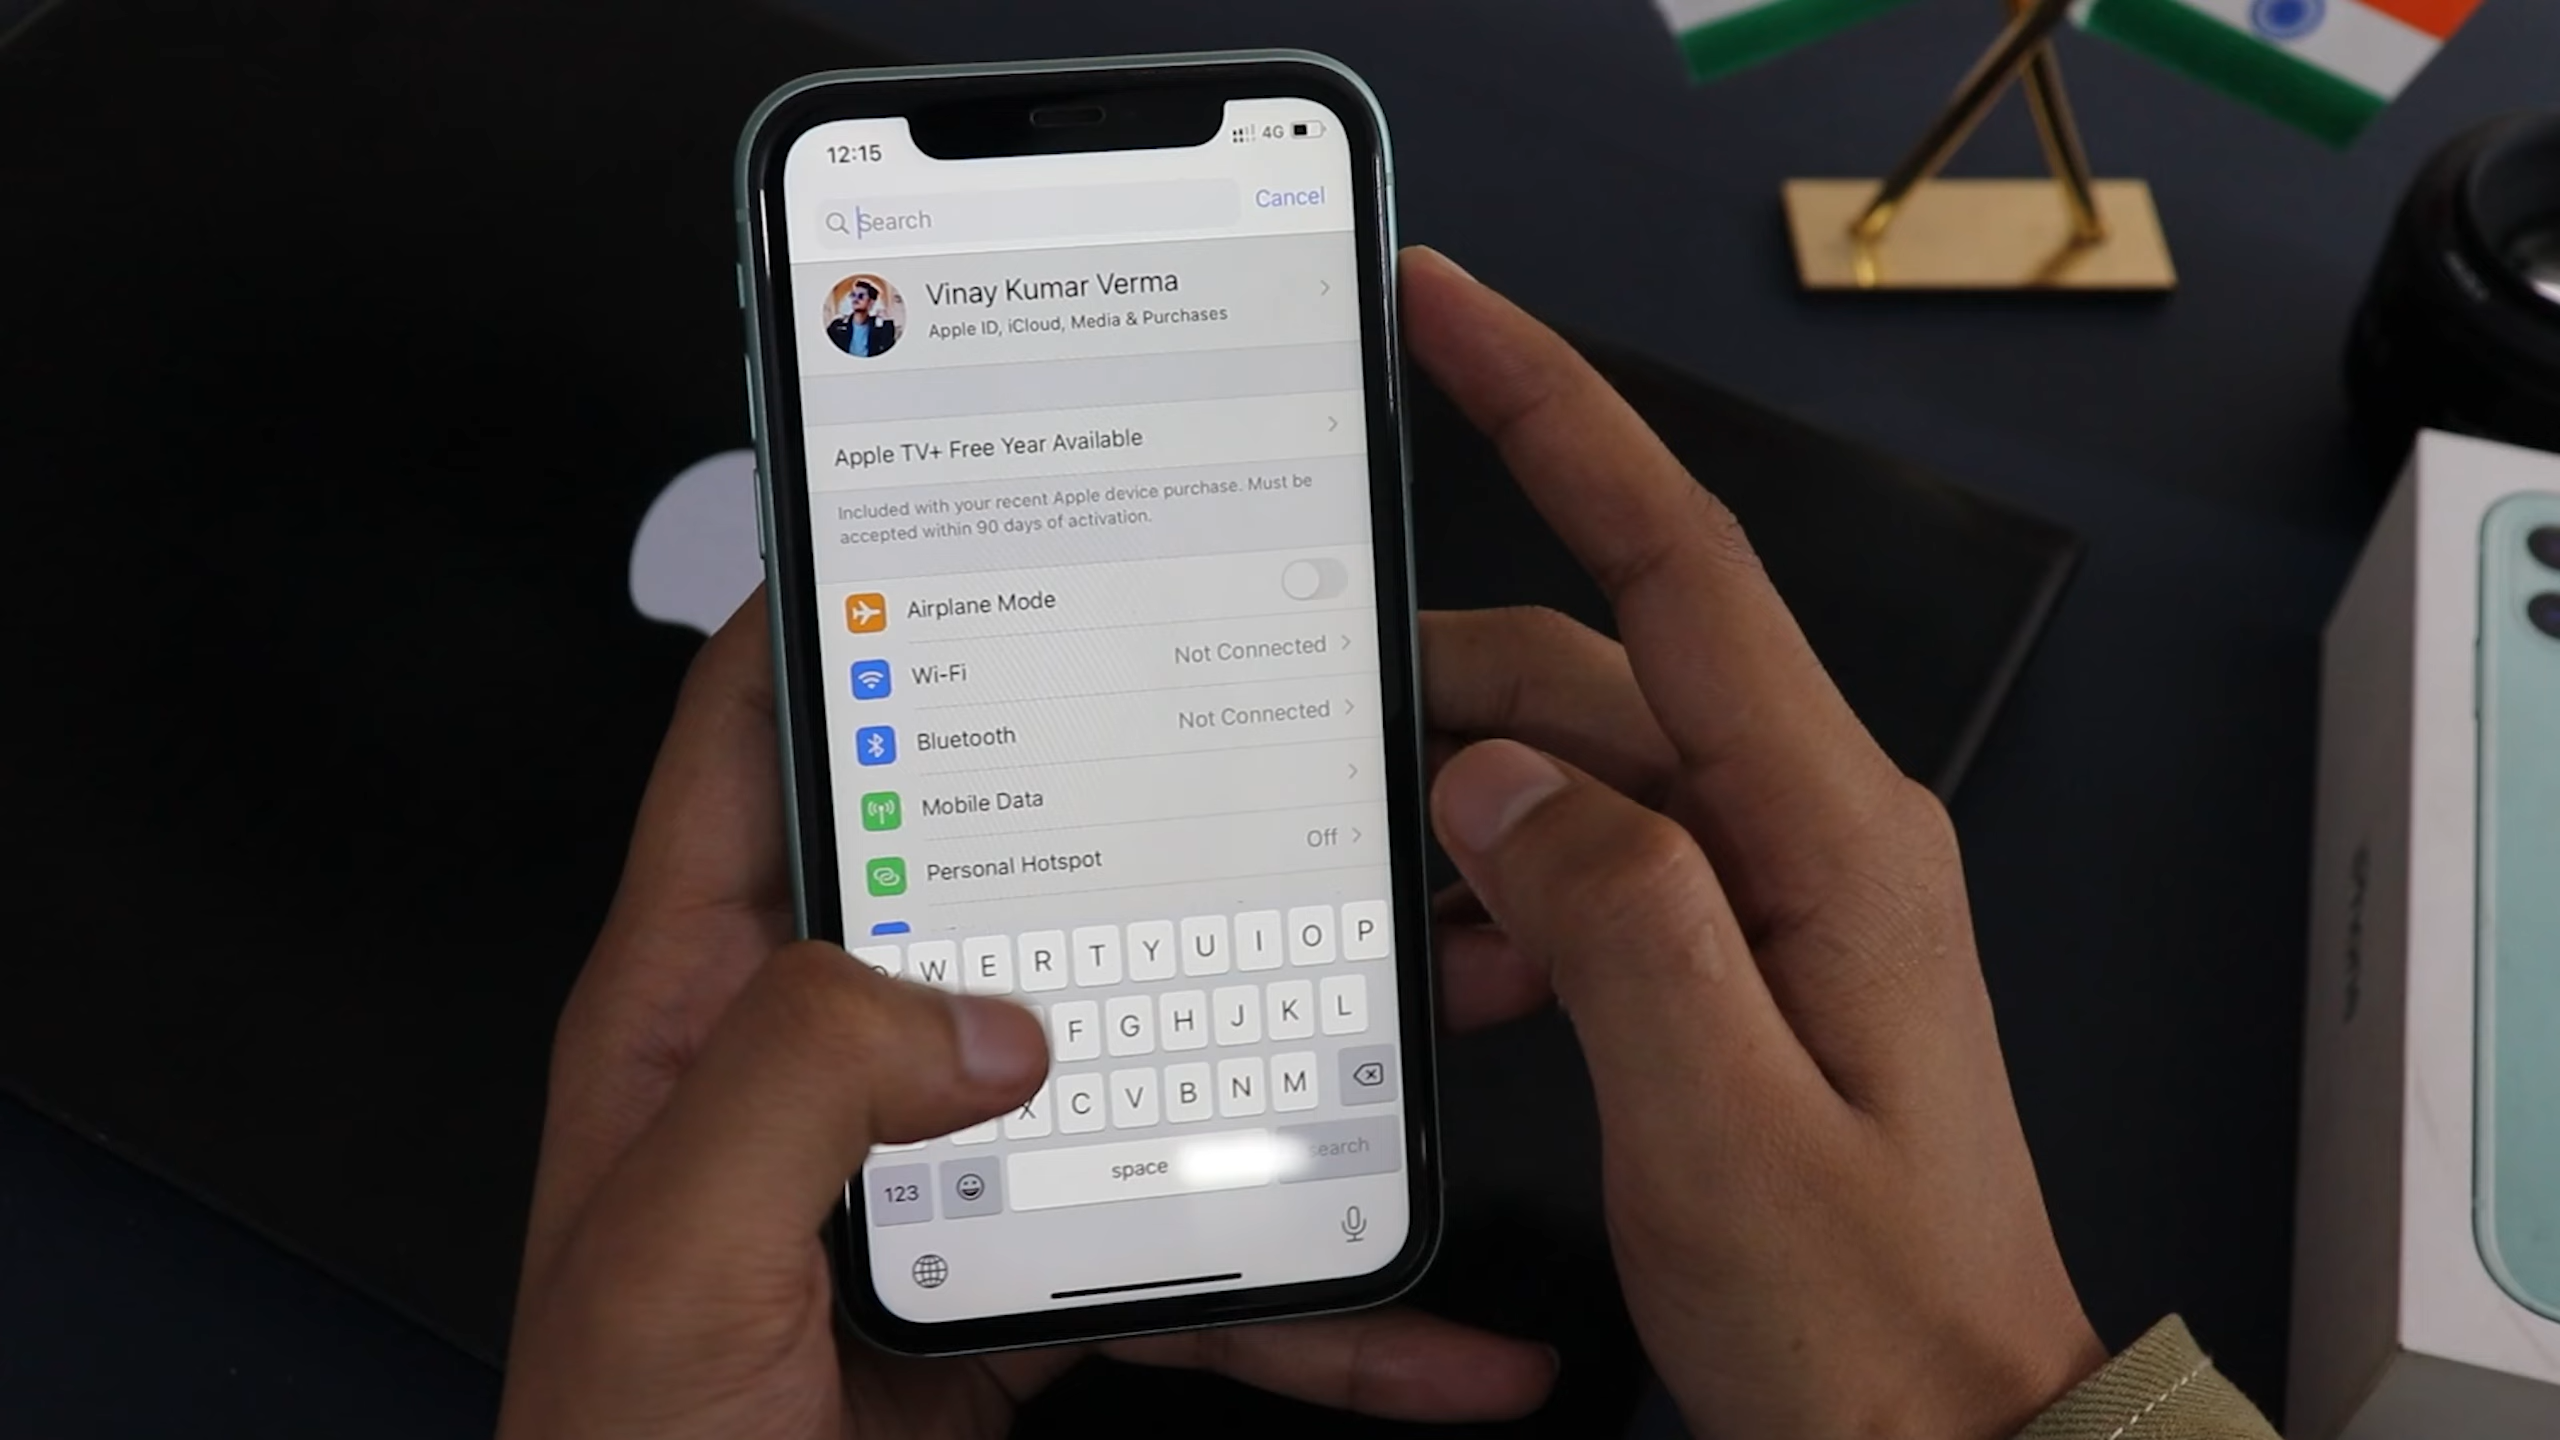 12:15
4G
Search
Cancel
Vinay Kumar Verma
Apple ID, iCloud, Media & Purchases
Apple TV+ Free Year Available
Included with your recent Apple device purchase. Must be
accepted within 90 days of activation.
Airplane Mode
Wi-Fi
Not Connected
Bluetooth
Not Connected
Mobile Data
Personal Hotspot
Off
W E R T Y U I O P
F G H J K L
X C V B N M
123
space
search